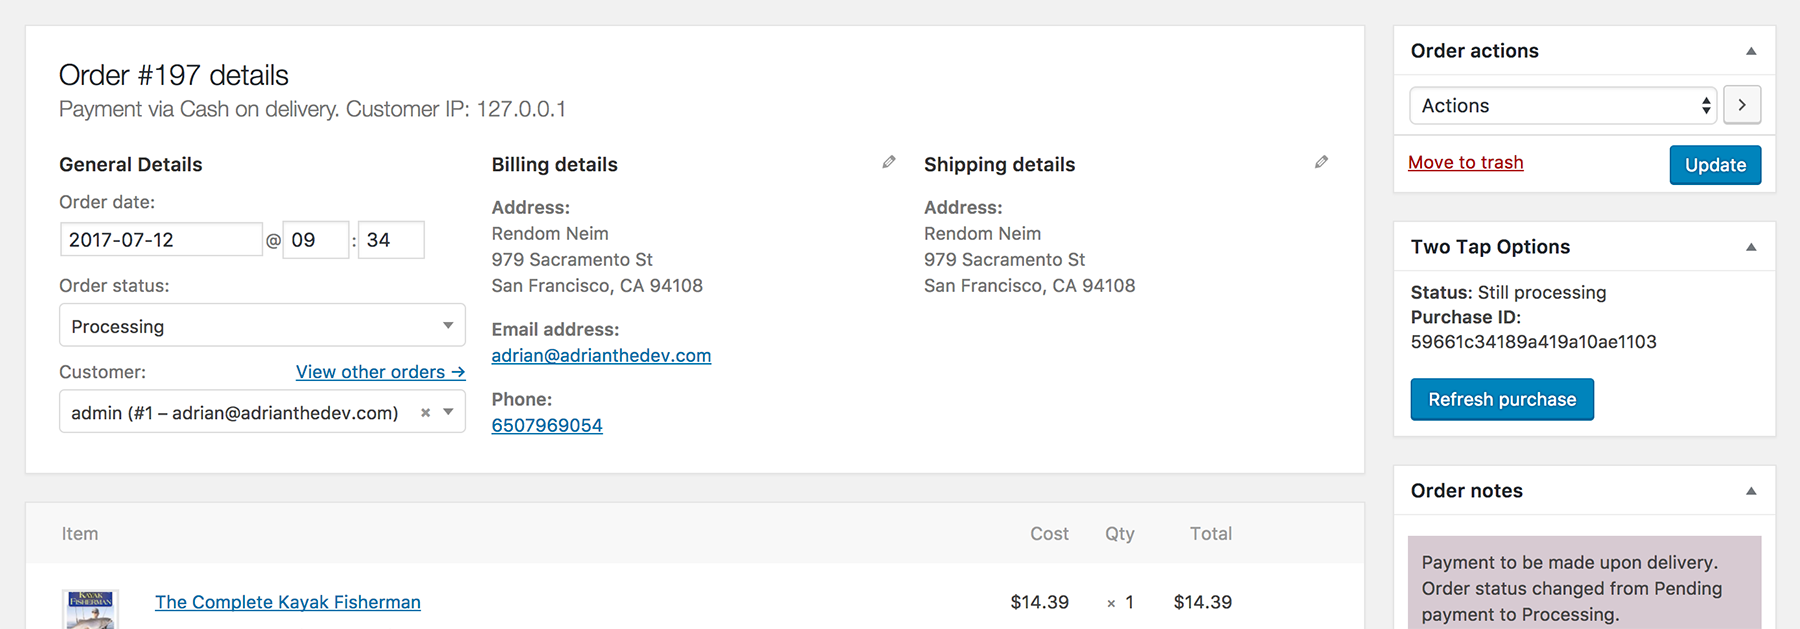 Order #197 details
Payment via Cash on delivery. Customer IP: 127.0.0.1
General Details
Order date:
2017-07-12 @ 09 : 34
Order status:
Processing
Customer: View other orders →
admin (#1 – adrian@adrianthedev.com) ×
Billing details
Address:
Rendom Neim
979 Sacramento St
San Francisco, CA 94108
Email address:
adrian@adrianthedev.com
Phone:
6507969054
Shipping details
Address:
Rendom Neim
979 Sacramento St
San Francisco, CA 94108
Item Cost Qty Total
KAYAK
FISHERMAN
The Complete Kayak Fisherman $14.39 × 1 $14.39
Order actions
Actions
Move to trash Update
Two Tap Options
Status: Still processing
Purchase ID:
59661c34189a419a10ae1103
Refresh purchase
Order notes
Payment to be made upon delivery.
Order status changed from Pending
payment to Processing.